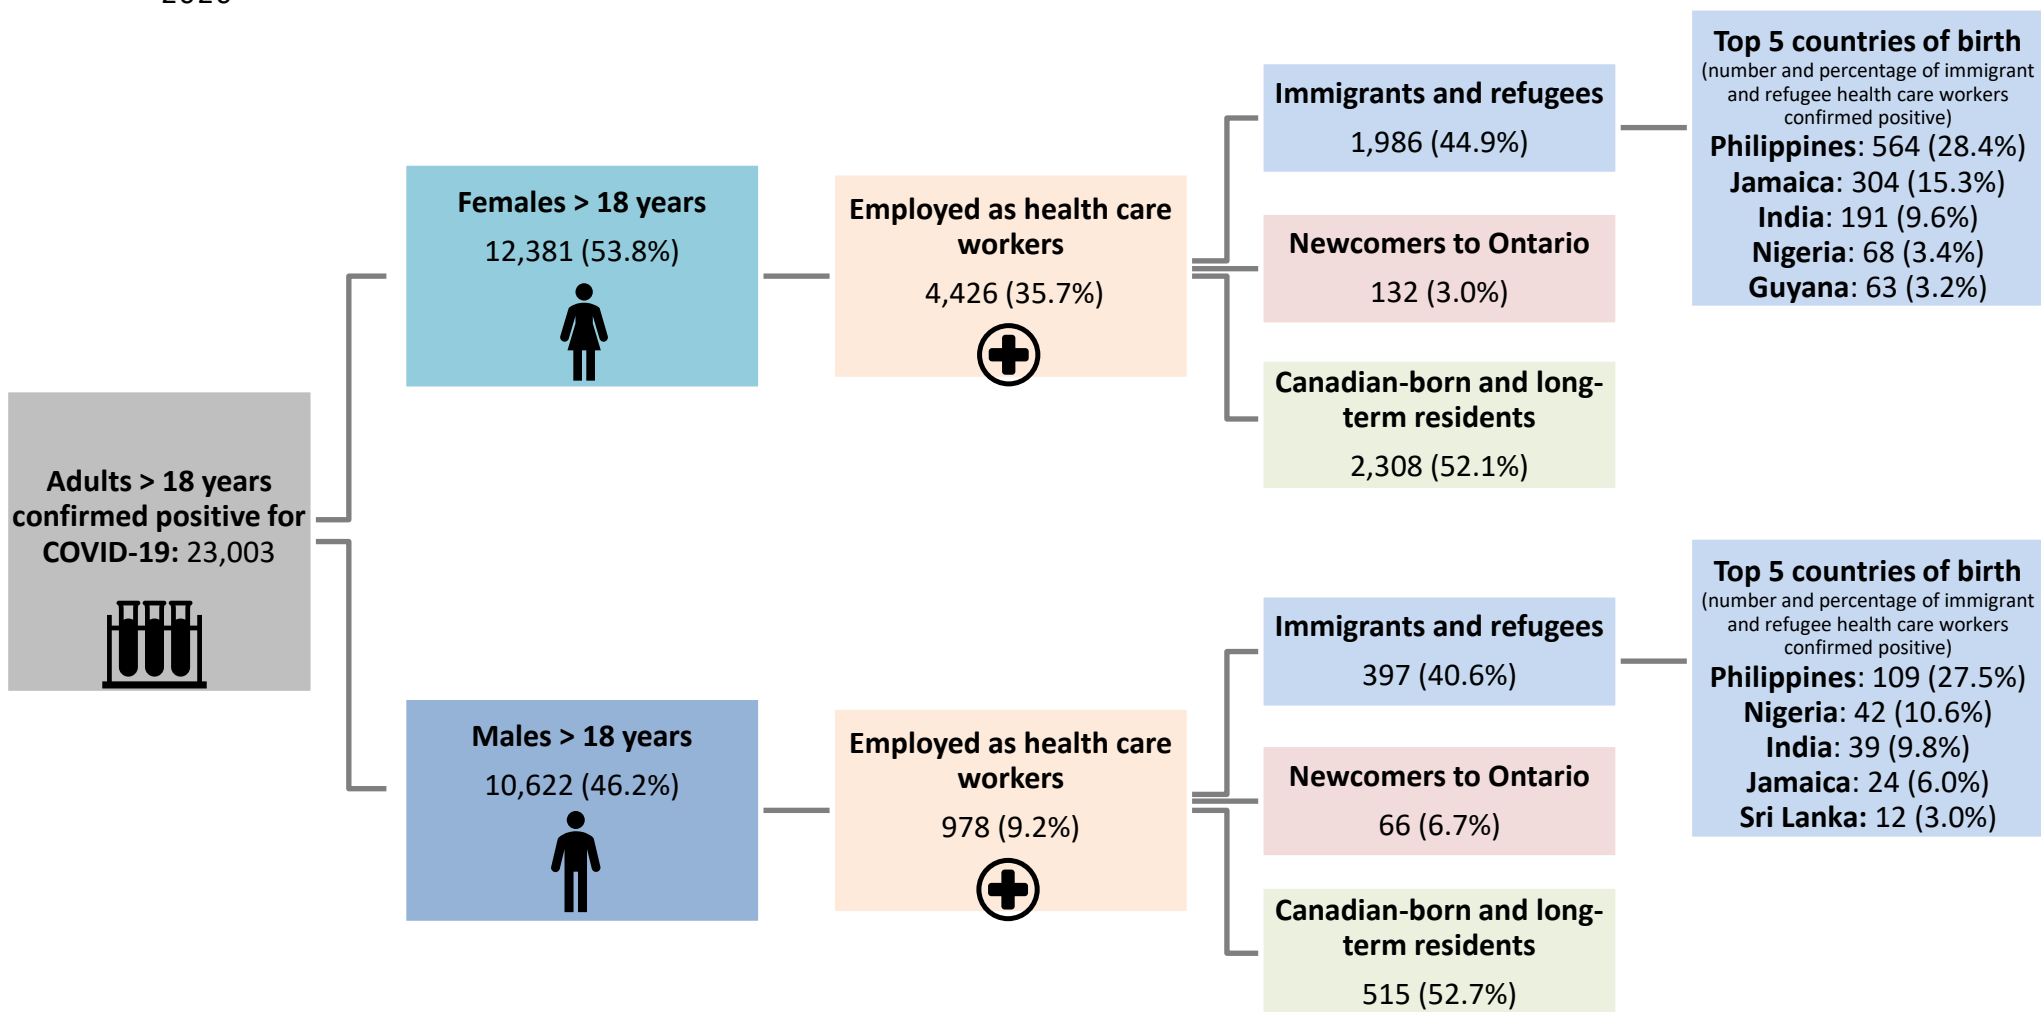 Adults > 18 years
confirmed positive for
COVID-19: 23,003
Females > 18 years
12,381 (53.8%)
Employed as health care
workers
4,426 (35.7%)
Immigrants and refugees
1,986 (44.9%)
Newcomers to Ontario
132 (3.0%)
Canadian-born and long-
term residents
2,308 (52.1%)
Top 5 countries of birth
(number and percentage of immigrant
and refugee health care workers
confirmed positive)
Philippines: 564 (28.4%)
Jamaica: 304 (15.3%)
India: 191 (9.6%)
Nigeria: 68 (3.4%)
Guyana: 63 (3.2%)
Males > 18 years
10,622 (46.2%)
Employed as health care
workers
978 (9.2%)
Immigrants and refugees
397 (40.6%)
Newcomers to Ontario
66 (6.7%)
Canadian-born and long-
term residents
515 (52.7%)
Top 5 countries of birth
(number and percentage of immigrant
and refugee health care workers
confirmed positive)
Philippines: 109 (27.5%)
Nigeria: 42 (10.6%)
India: 39 (9.8%)
Jamaica: 24 (6.0%)
Sri Lanka: 12 (3.0%)